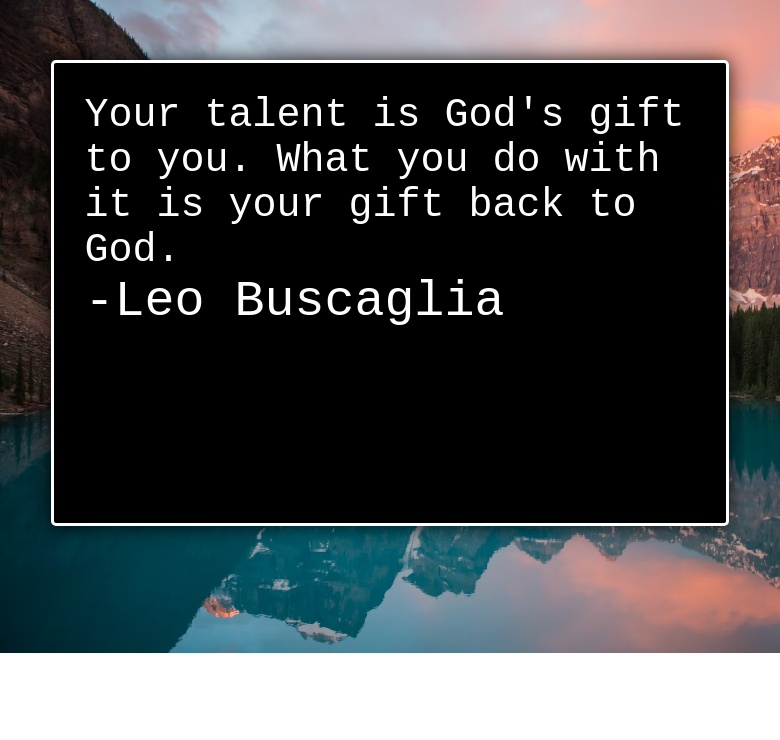 Your talent is God's gift
to you. What you do with
it is your gift back to
God.
-Leo Buscaglia